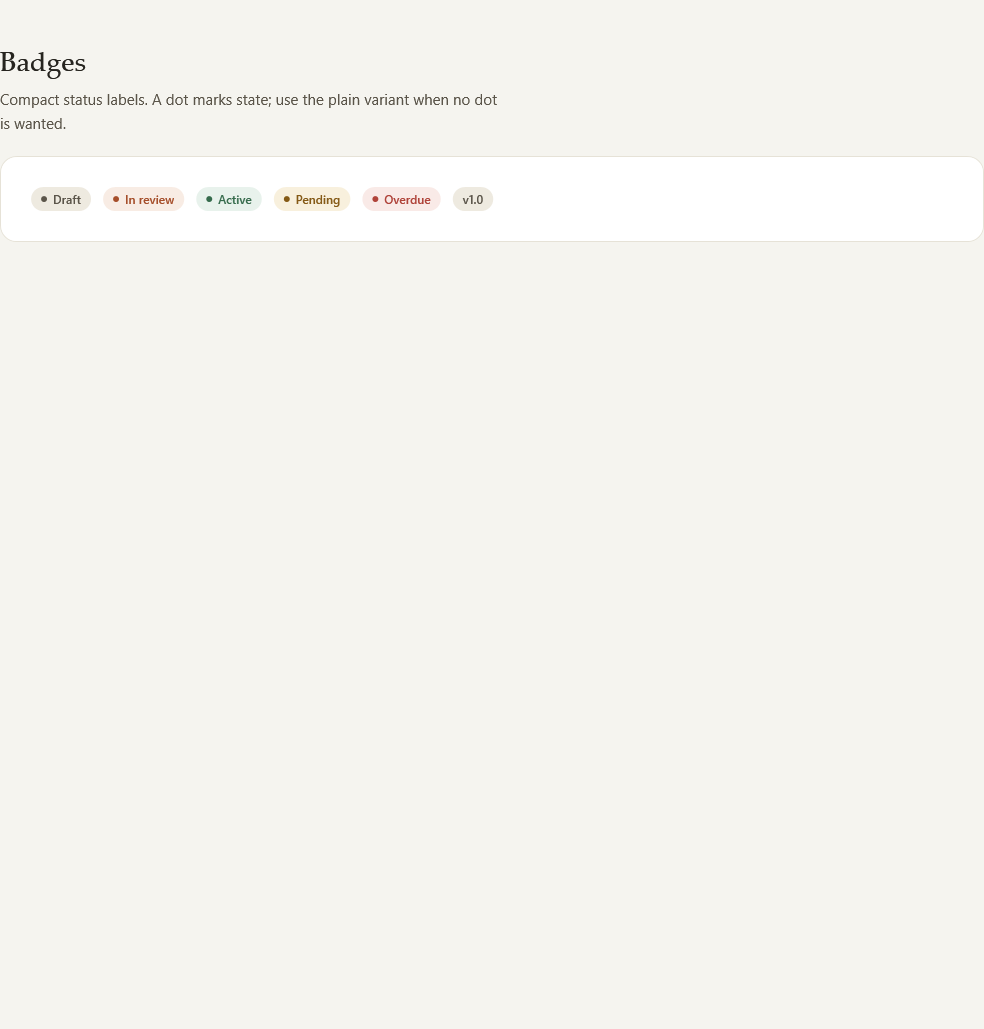 Badges
Compact status labels. A dot marks state; use the plain variant when no dot
is wanted.
Draft
In review
Active
Pending
Overdue
v1.0